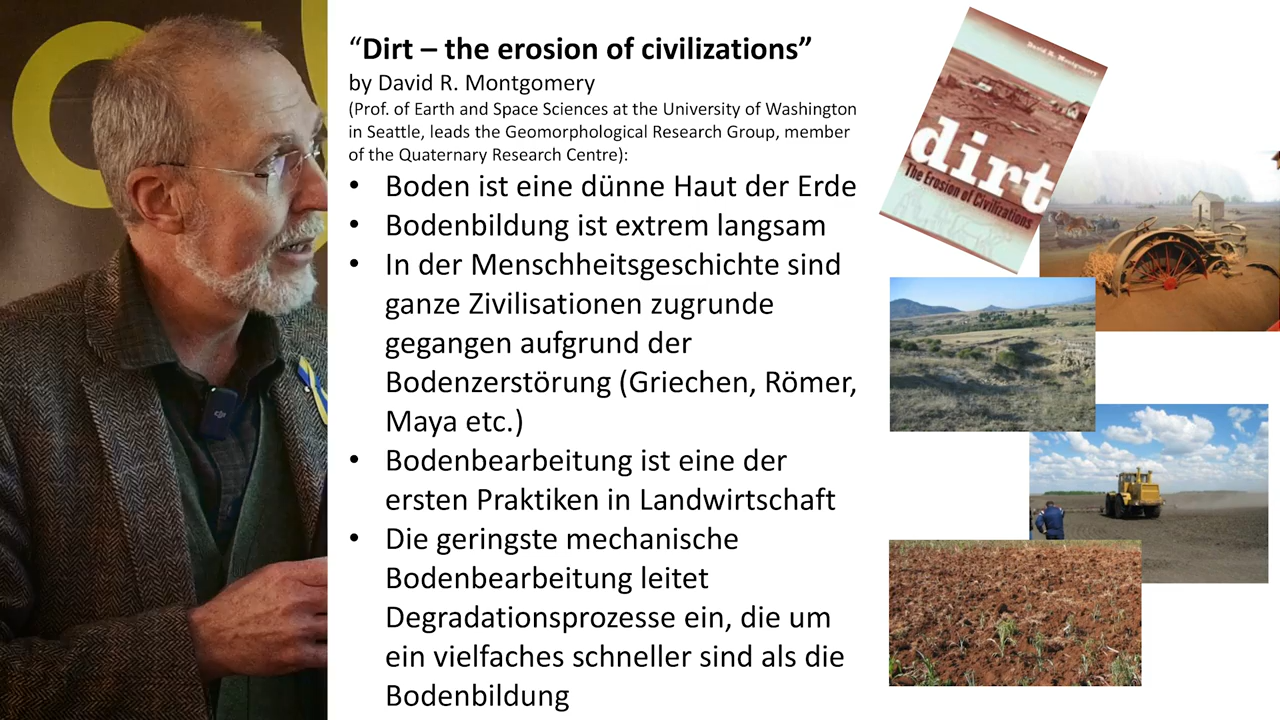 “Dirt – the erosion of civilizations”
by David R. Montgomery
(Prof. of Earth and Space Sciences at the University of Washington
in Seattle, leads the Geomorphological Research Group, member
of the Quaternary Research Centre):
• Boden ist eine dünne Haut der Erde
• Bodenbildung ist extrem langsam
• In der Menschheitsgeschichte sind
ganze Zivilisationen zugrunde
gegangen aufgrund der
Bodenzerstörung (Griechen, Römer,
Maya etc.)
• Bodenbearbeitung ist eine der
ersten Praktiken in Landwirtschaft
• Die geringste mechanische
Bodenbearbeitung leitet
Degradationsprozesse ein, die um
ein vielfaches schneller sind als die
Bodenbildung
David R. Montgomery
dirt
The Erosion of Civilizations
dji